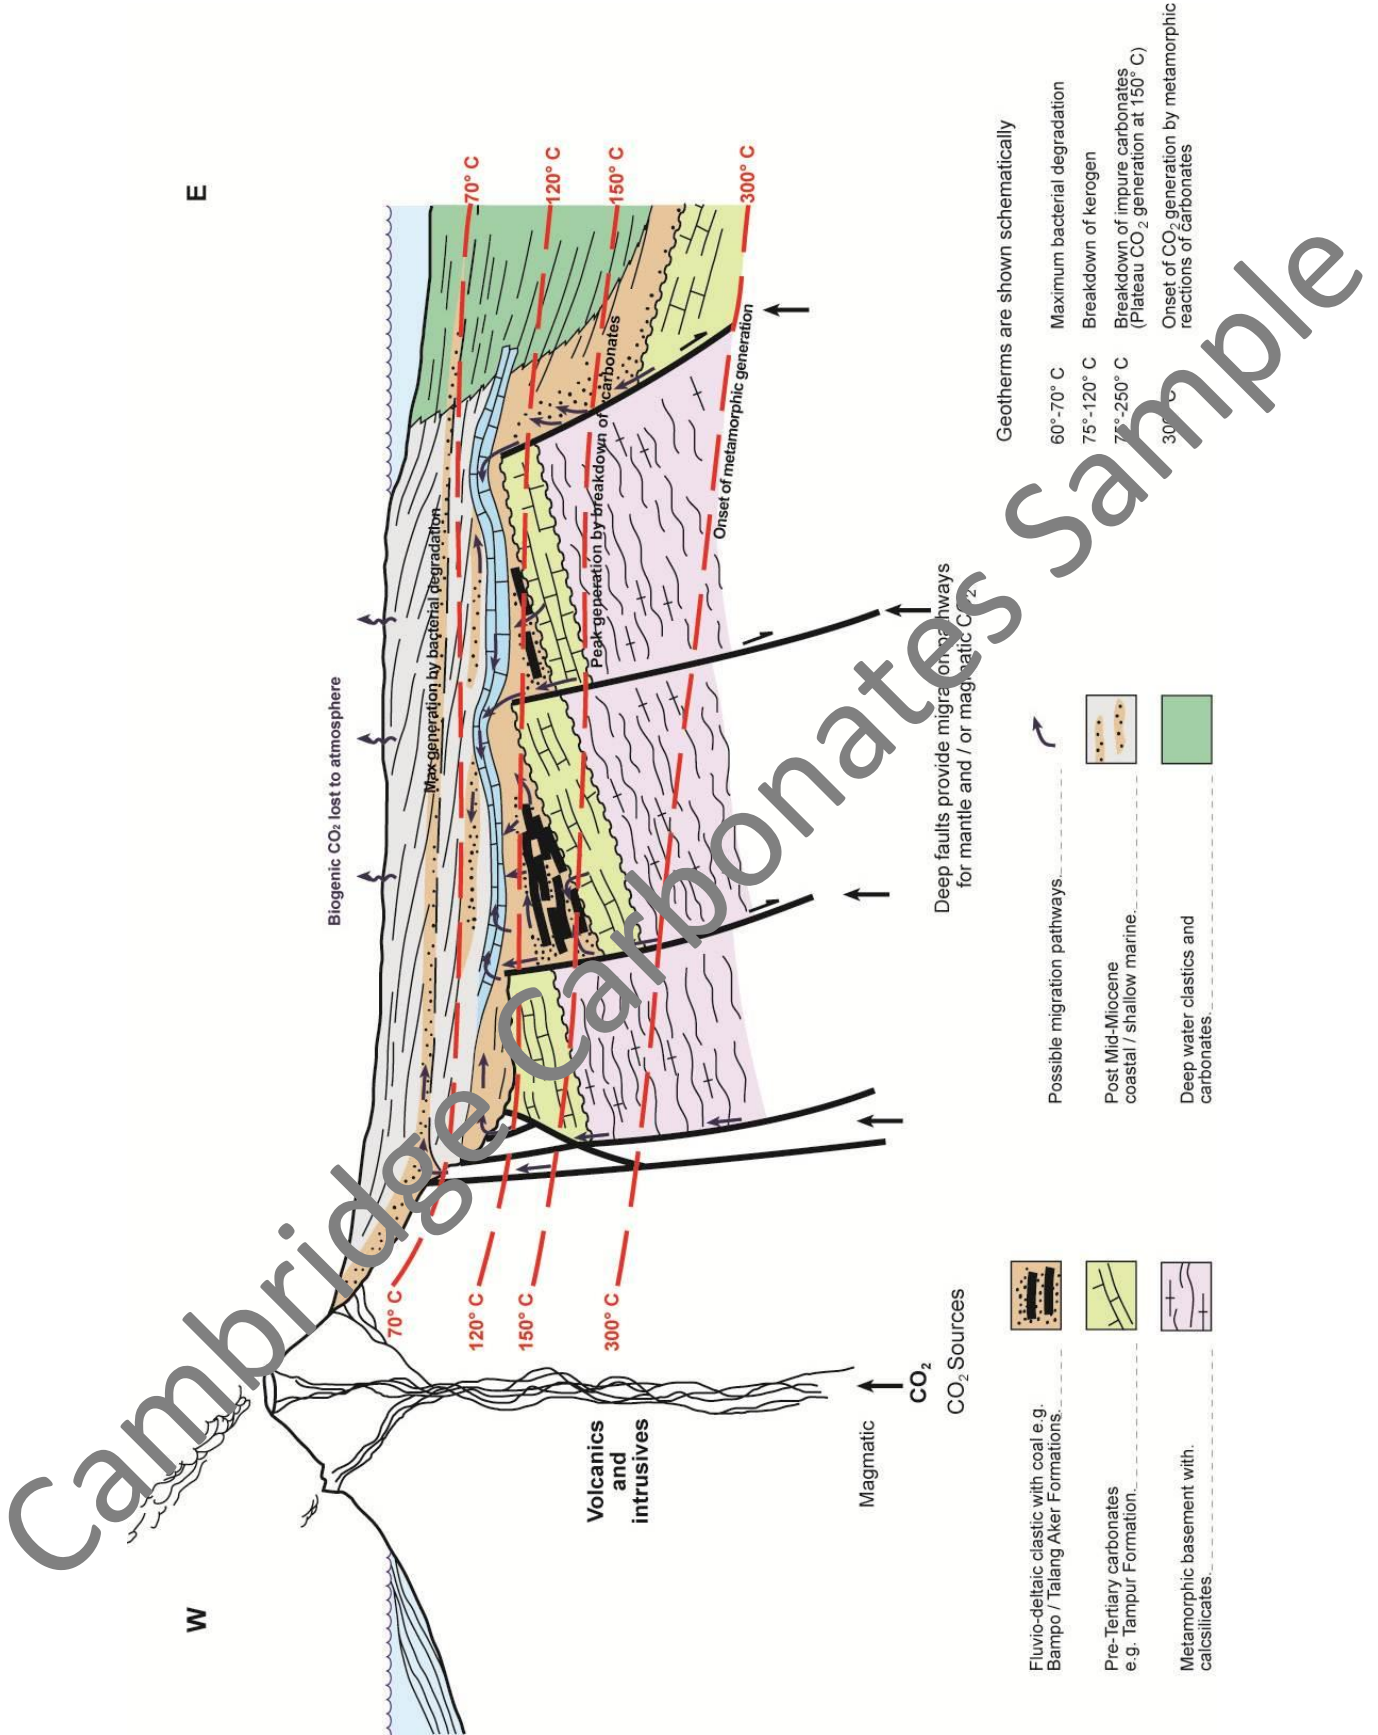 W
E
Biogenic CO2 lost to atmosphere
Max generation by bacterial degradation
Peak generation by breakdown of carbonates
Onset of metamorphic generation
70° C
120° C
150° C
300° C
70° C
120° C
150° C
300° C
Volcanics
and
intrusives
Magmatic
CO2
CO2 Sources
Deep faults provide migration pathways
for mantle and / or magmatic CO2
Geotherms are shown schematically
60°-70° C Maximum bacterial degradation
75°-120° C Breakdown of kerogen
75°-250° C Breakdown of impure carbonates
(Plateau CO2 generation at 150° C)
300° C Onset of CO2 generation by metamorphic
reactions of carbonates
Fluvio-deltaic clastic with coal e.g.
Bampo / Talang Aker Formations.
Pre-Tertiary carbonates
e.g. Tampur Formation.
Metamorphic basement with.
calcsilicates.
Possible migration pathways.
Post Mid-Miocene
coastal / shallow marine.
Deep water clastics and
carbonates.
Cambridge Carbonates Sample